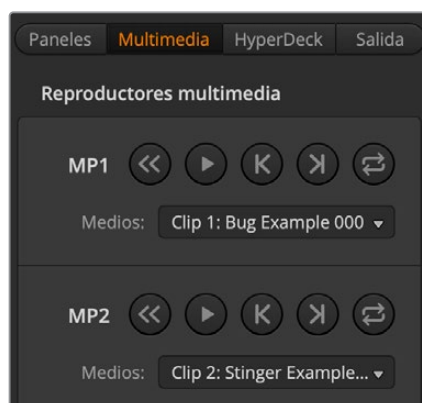 Paneles Multimedia HyperDeck Salida
Reproductores multimedia
MP1
Medios: Clip 1: Bug Example 000
MP2
Medios: Clip 2: Stinger Example...